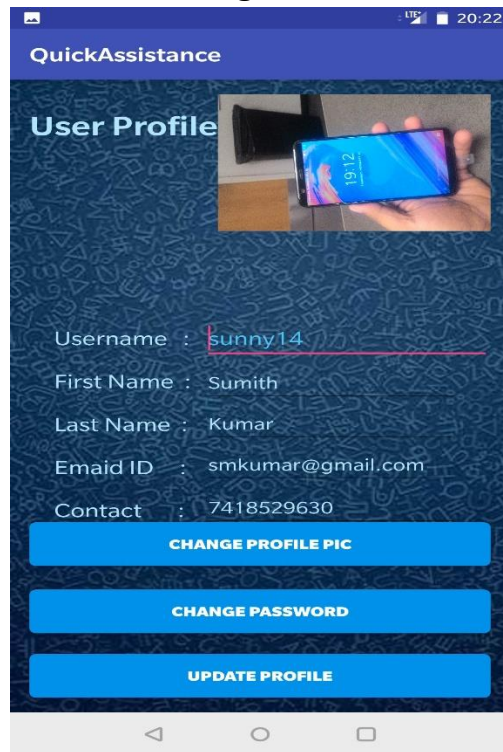 LTE 20:22
QuickAssistance
User Profile
19:12
Username : sunny14
First Name : Sumith
Last Name : Kumar
Emaid ID : smkumar@gmail.com
Contact : 7418529630
CHANGE PROFILE PIC
CHANGE PASSWORD
UPDATE PROFILE